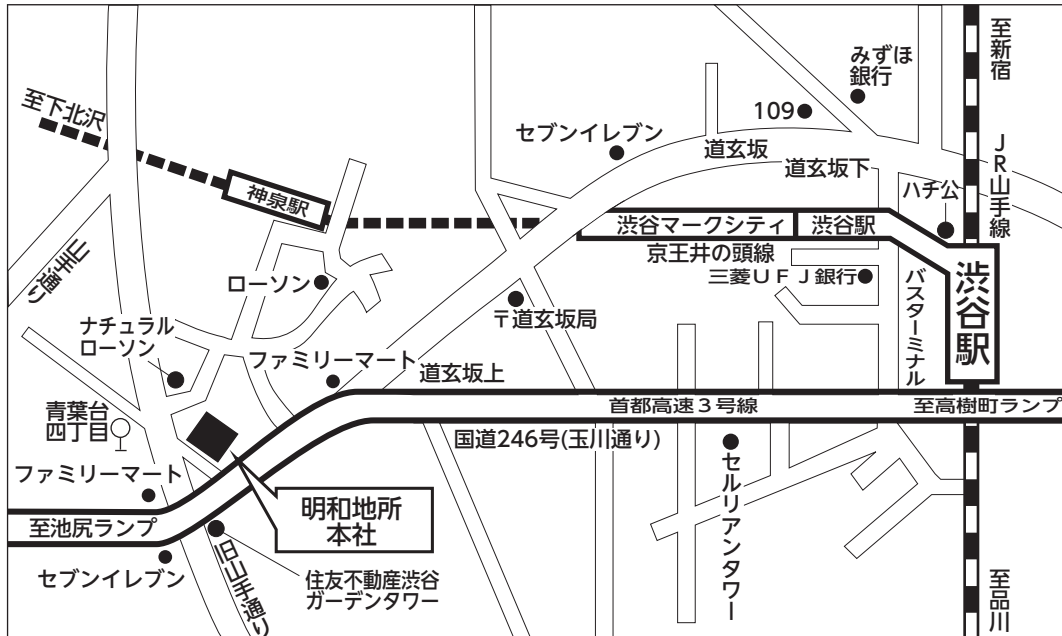 至新宿
みずほ
銀行
至下北沢
109
セブンイレブン
道玄坂
JR山手線
道玄坂下
神泉駅
ハチ公
渋谷マークシティ
渋谷駅
山手通り
京王井の頭線
渋谷駅
ローソン
三菱UFJ銀行
バスターミナル
〒道玄坂局
ナチュラル
ローソン
ファミリーマート
道玄坂上
青葉台
四丁目
首都高速3号線
至高樹町ランプ
国道246号(玉川通り)
セルリアンタワー
ファミリーマート
明和地所
本社
至池尻ランプ
旧山手通り
セブンイレブン
住友不動産渋谷
ガーデンタワー
至品川